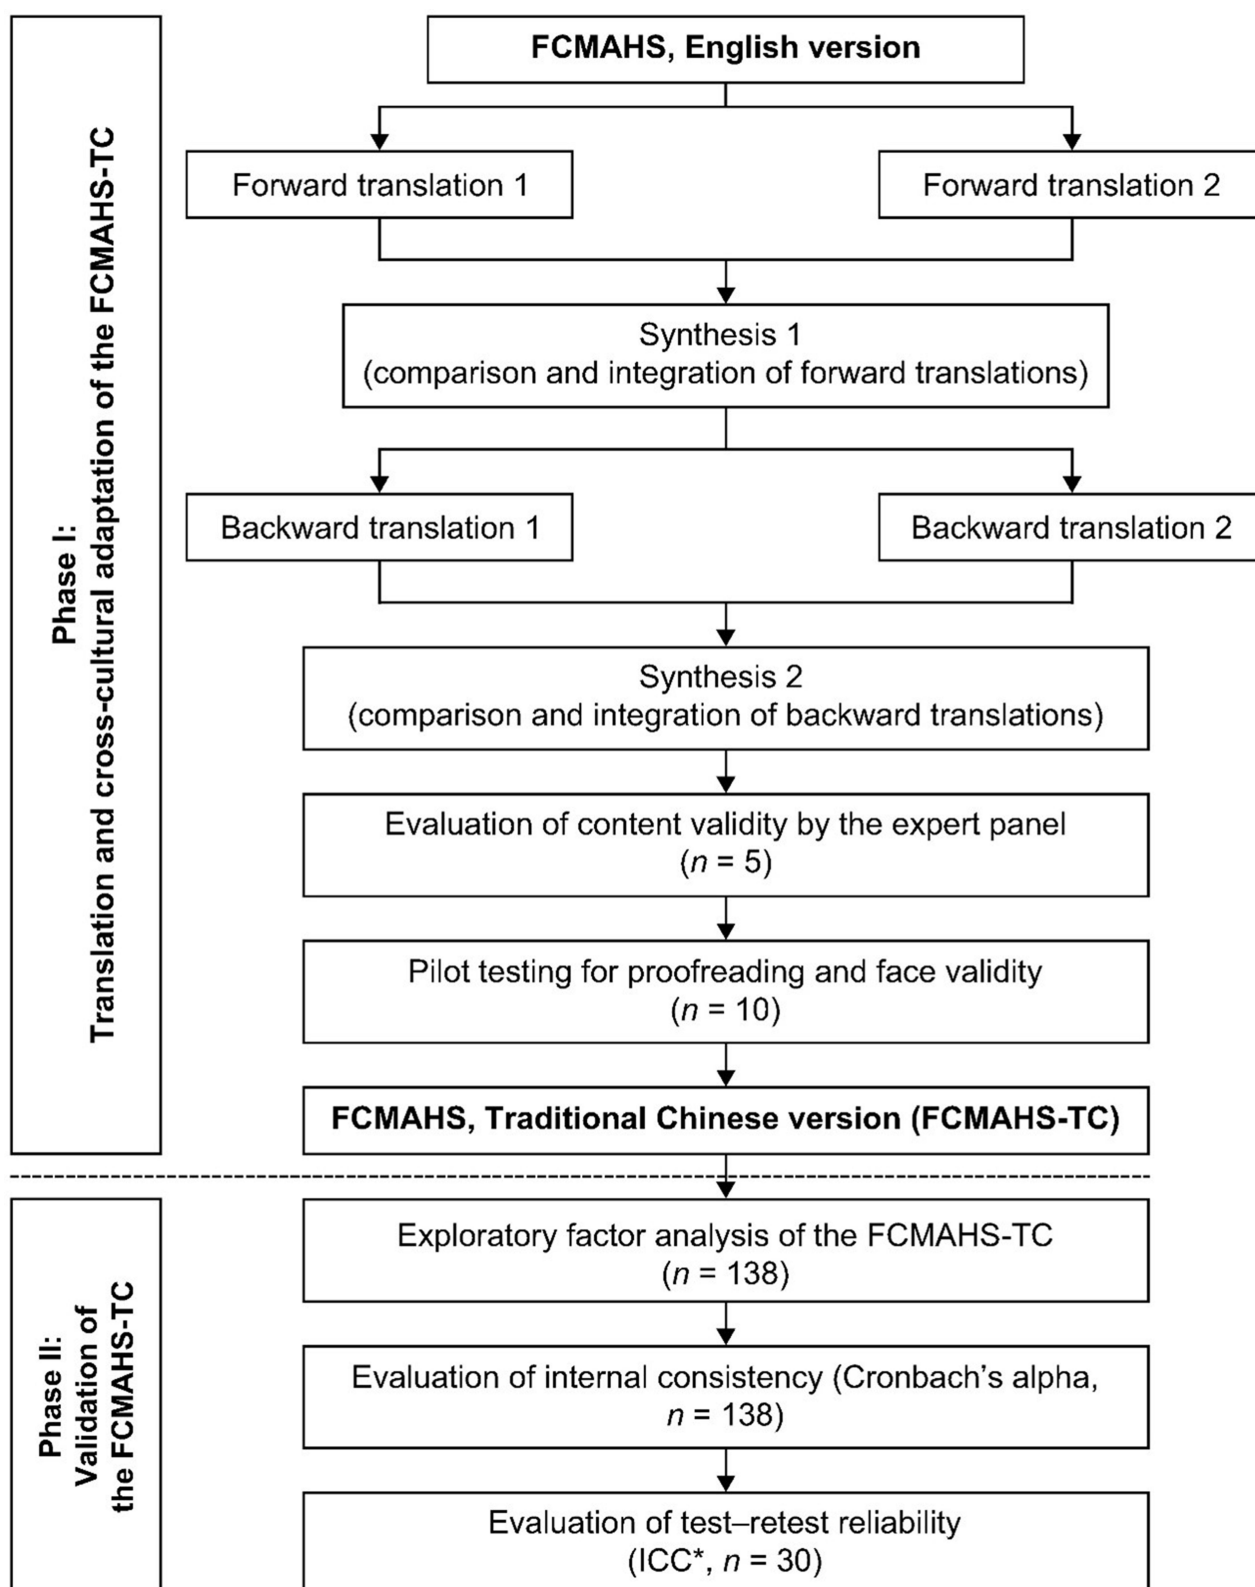 Phase I:
Translation and cross-cultural adaptation of the FCMAHS-TC
FCMAHS, English version
Forward translation 1
Forward translation 2
Synthesis 1
(comparison and integration of forward translations)
Backward translation 1
Backward translation 2
Synthesis 2
(comparison and integration of backward translations)
Evaluation of content validity by the expert panel
(n = 5)
Pilot testing for proofreading and face validity
(n = 10)
FCMAHS, Traditional Chinese version (FCMAHS-TC)
Phase II:
Validation of
the FCMAHS-TC
Exploratory factor analysis of the FCMAHS-TC
(n = 138)
Evaluation of internal consistency (Cronbach’s alpha,
n = 138)
Evaluation of test–retest reliability
(ICC*, n = 30)